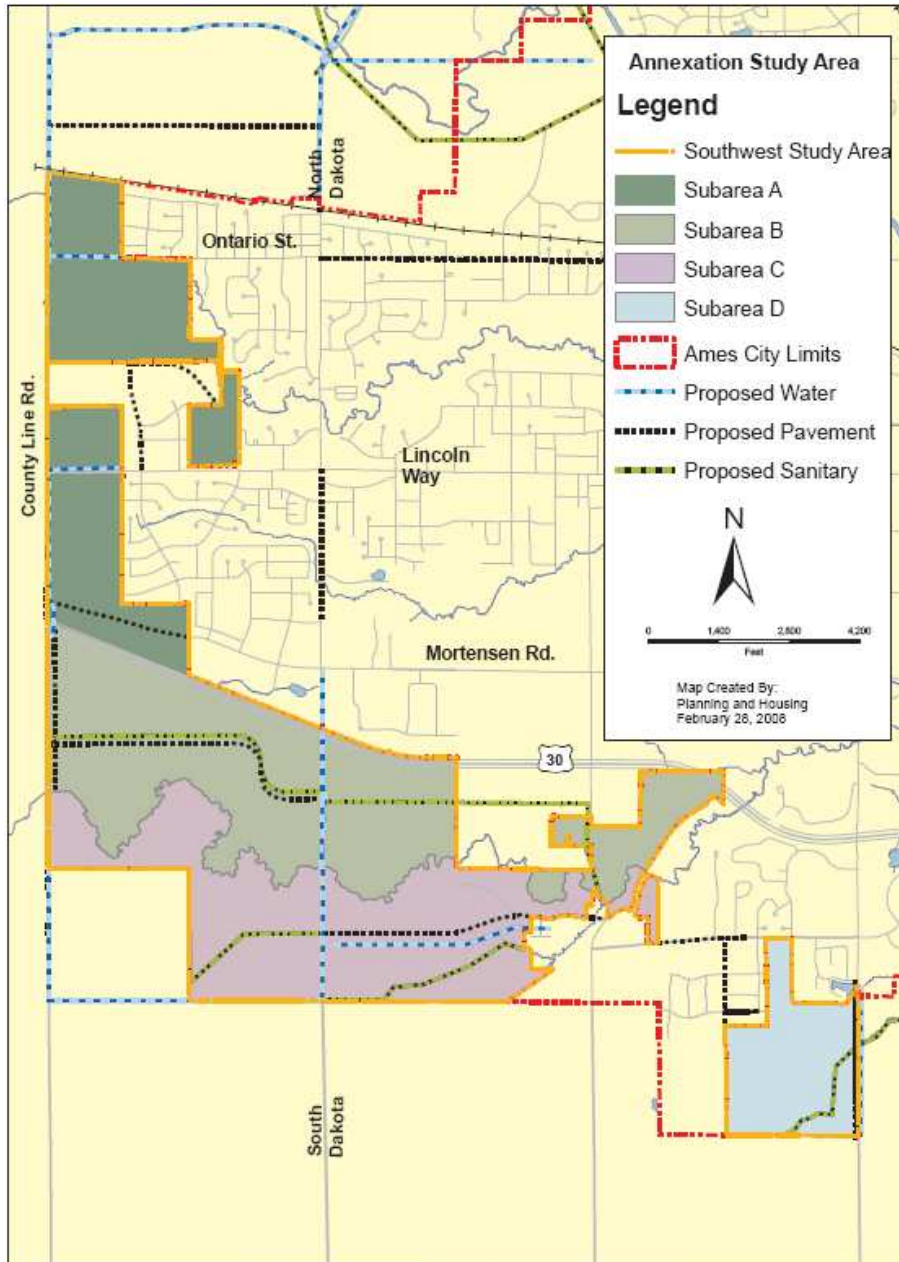 Annexation Study Area
Legend
Southwest Study Area
Subarea A
Subarea B
Subarea C
Subarea D
Ames City Limits
Proposed Water
Proposed Pavement
Proposed Sanitary
N
0 1,400 2,800 4,200
Feet
Map Created By:
Planning and Housing
February 28, 2008
North
Dakota
Ontario St.
County Line Rd.
Lincoln
Way
Mortensen Rd.
30
South
Dakota